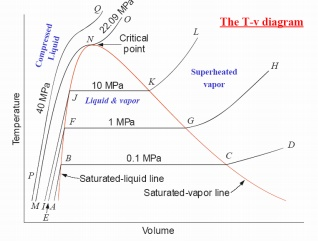 The T-v diagram
Q
O
22.09 MPa
Compressed
Liquid
N
Critical
point
L
H
Superheated
vapor
10 MPa
K
J
Liquid & vapor
40 MPa
F
1 MPa
G
Temperature
B
0.1 MPa
C
D
P
Saturated-liquid line
Saturated-vapor line
M I A
E
Volume